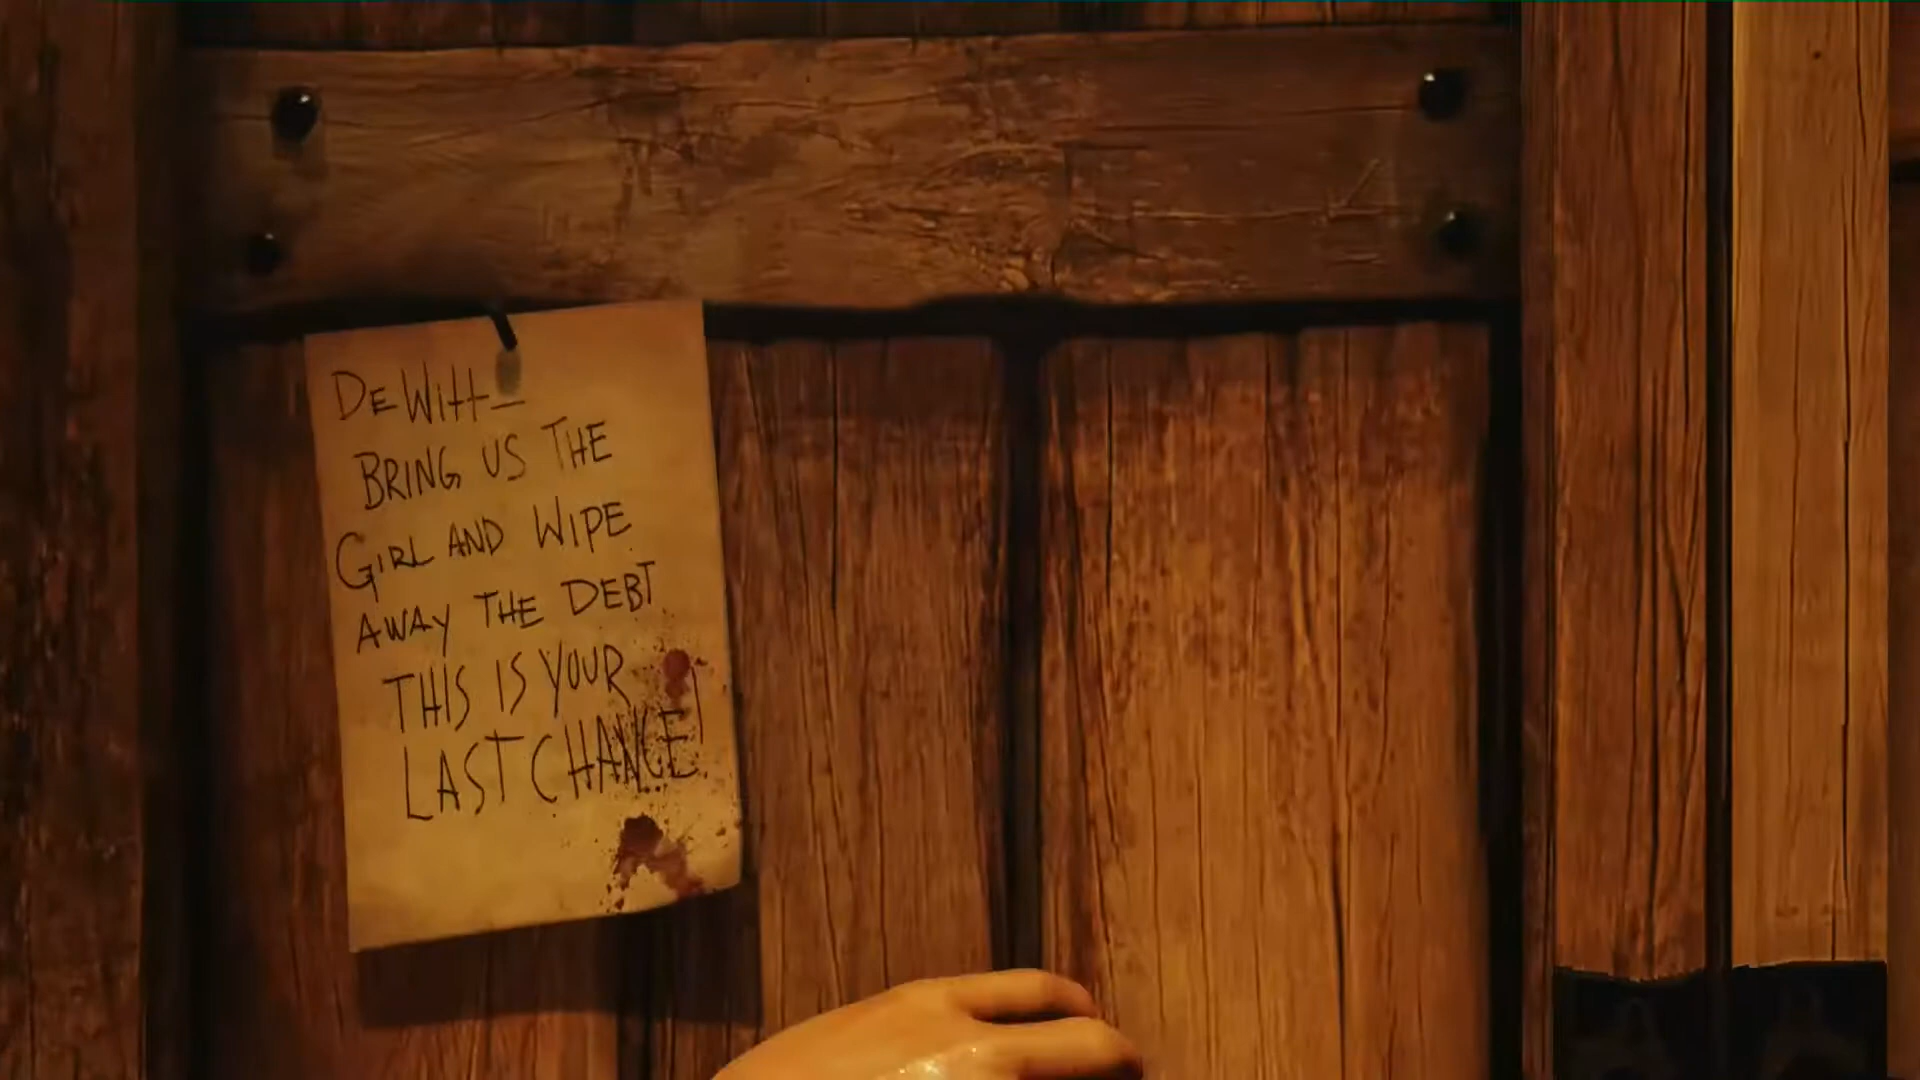 DEWitt—
BRING US THE
GIRL AND WIPE
AWAY THE DEBT
THIS IS YOUR
LAST CHANCE!